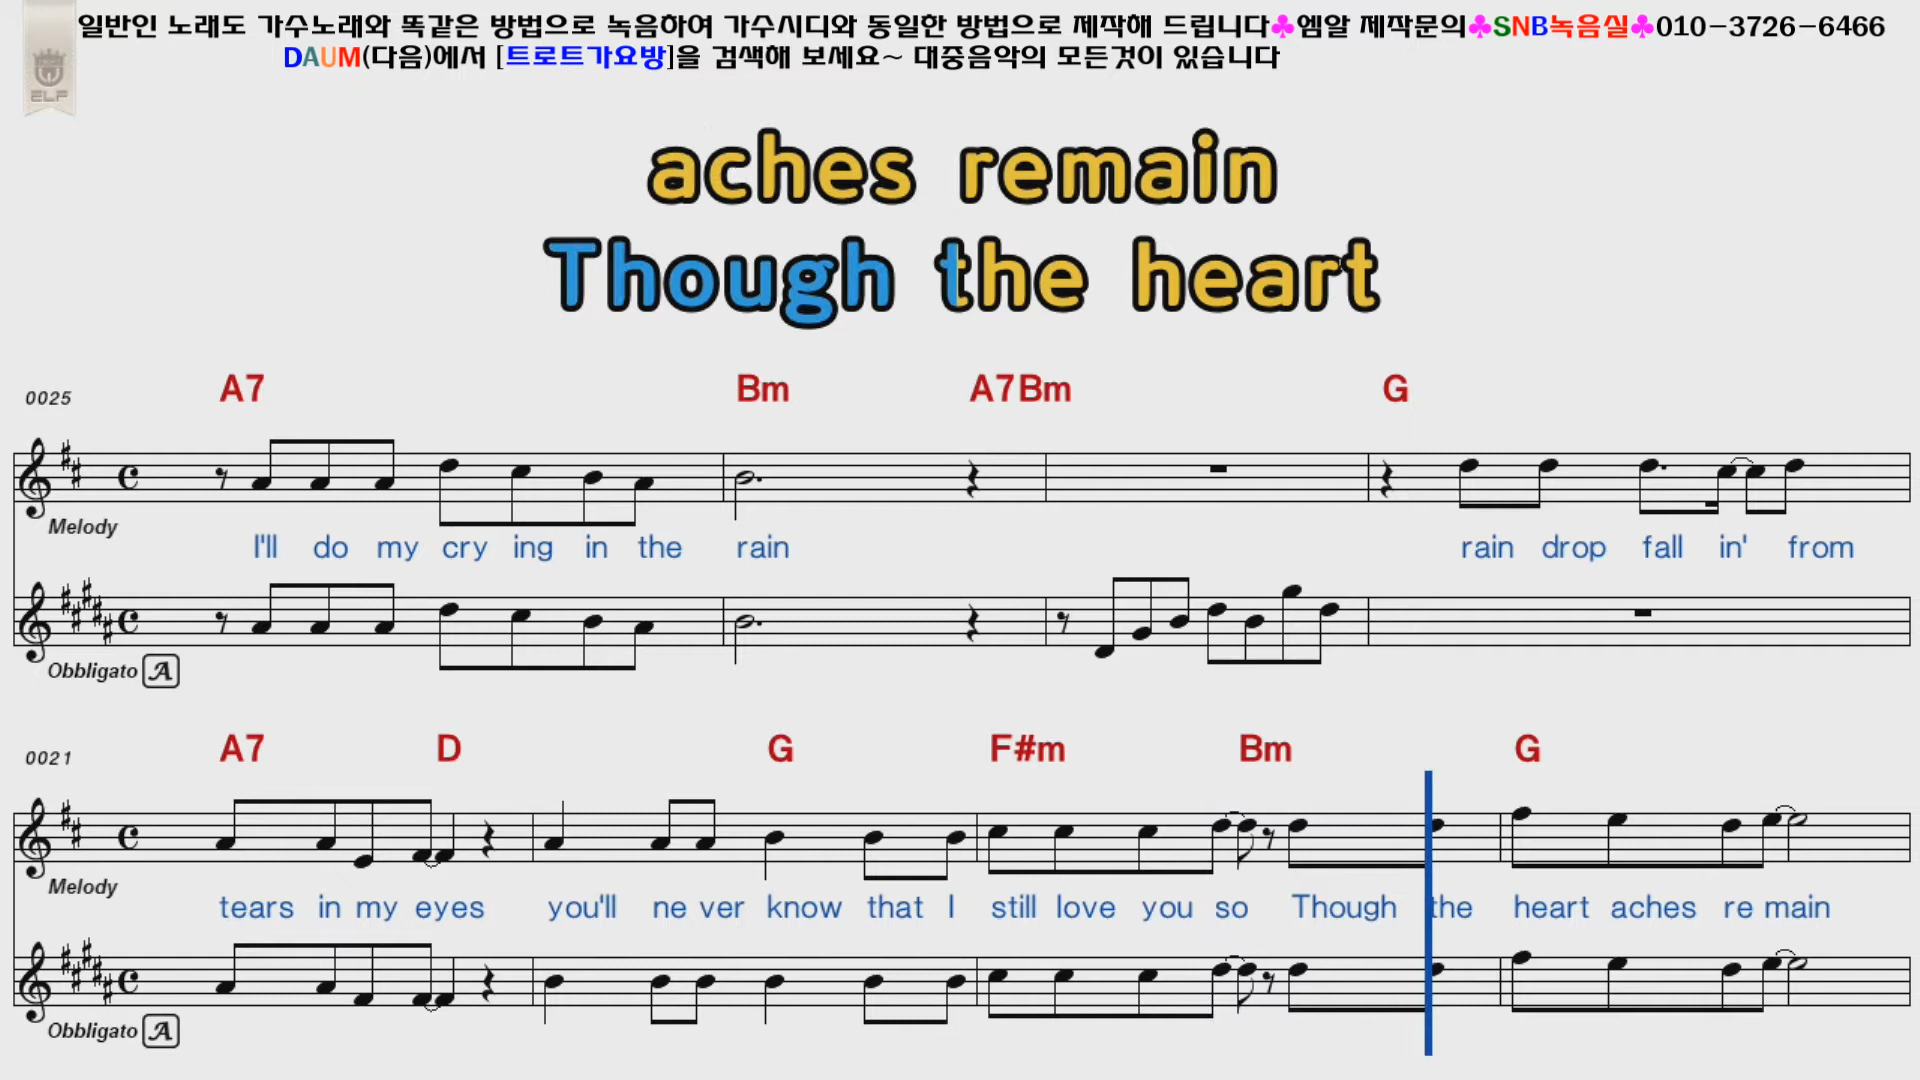 일반인 노래도 가수노래와 똑같은 방법으로 녹음하여 가수시디와 동일한 방법으로 제작해 드립니다♣엠알 제작문의♣SNB녹음실♣010-3726-6466
DAUM(다음)에서 [트로트가요방]을 검색해 보세요~ 대중음악의 모든것이 있습니다
ELF
aches remain
Though the heart
0025 A7 Bm A7Bm G
Melody
I'll do my cry ing in the rain rain drop fall in' from
Obbligato A
0021 A7 D G F#m Bm G
Melody
tears in my eyes you'll ne ver know that I still love you so Though the heart aches re main
Obbligato A